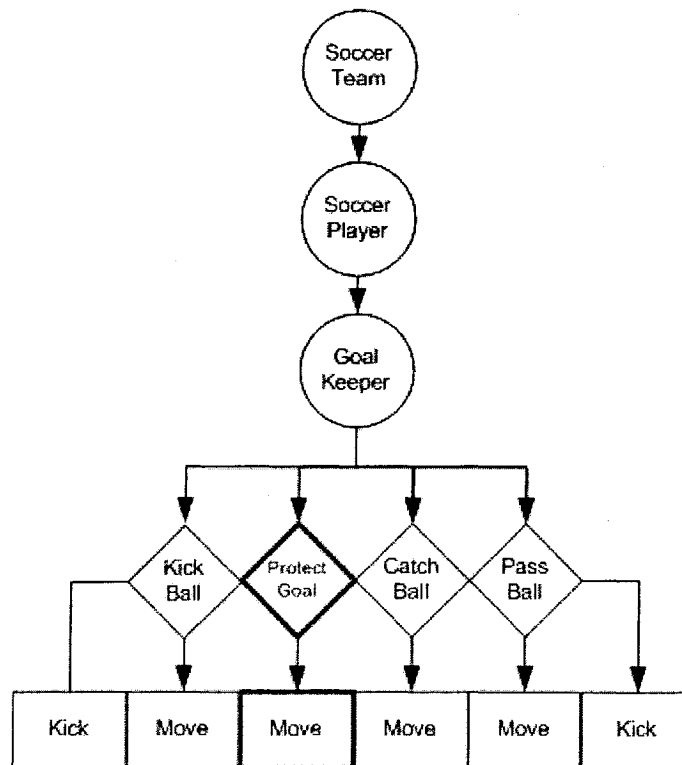 Soccer
Team
Soccer
Player
Goal
Keeper
Kick
Ball
Protect
Goal
Catch
Ball
Pass
Ball
Kick
Move
Move
Move
Move
Kick